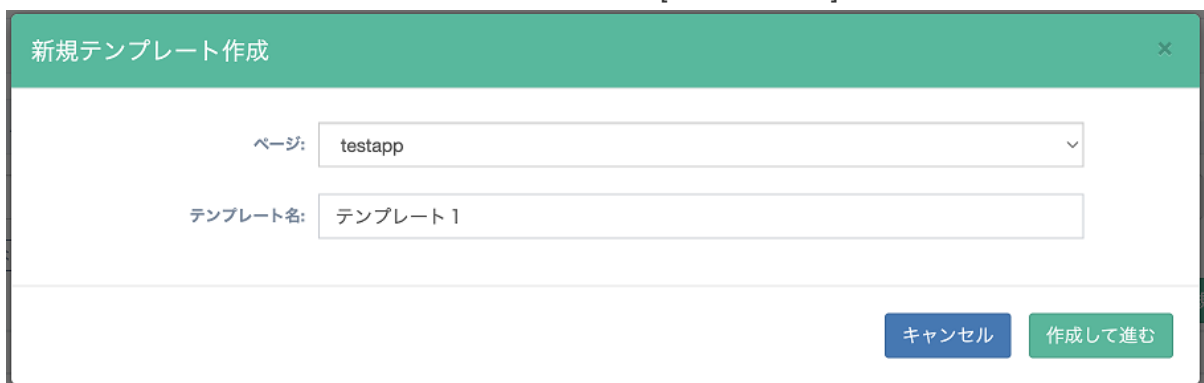 新規テンプレート作成 ×
ページ: testapp
テンプレート名: テンプレート 1
キャンセル 作成して進む